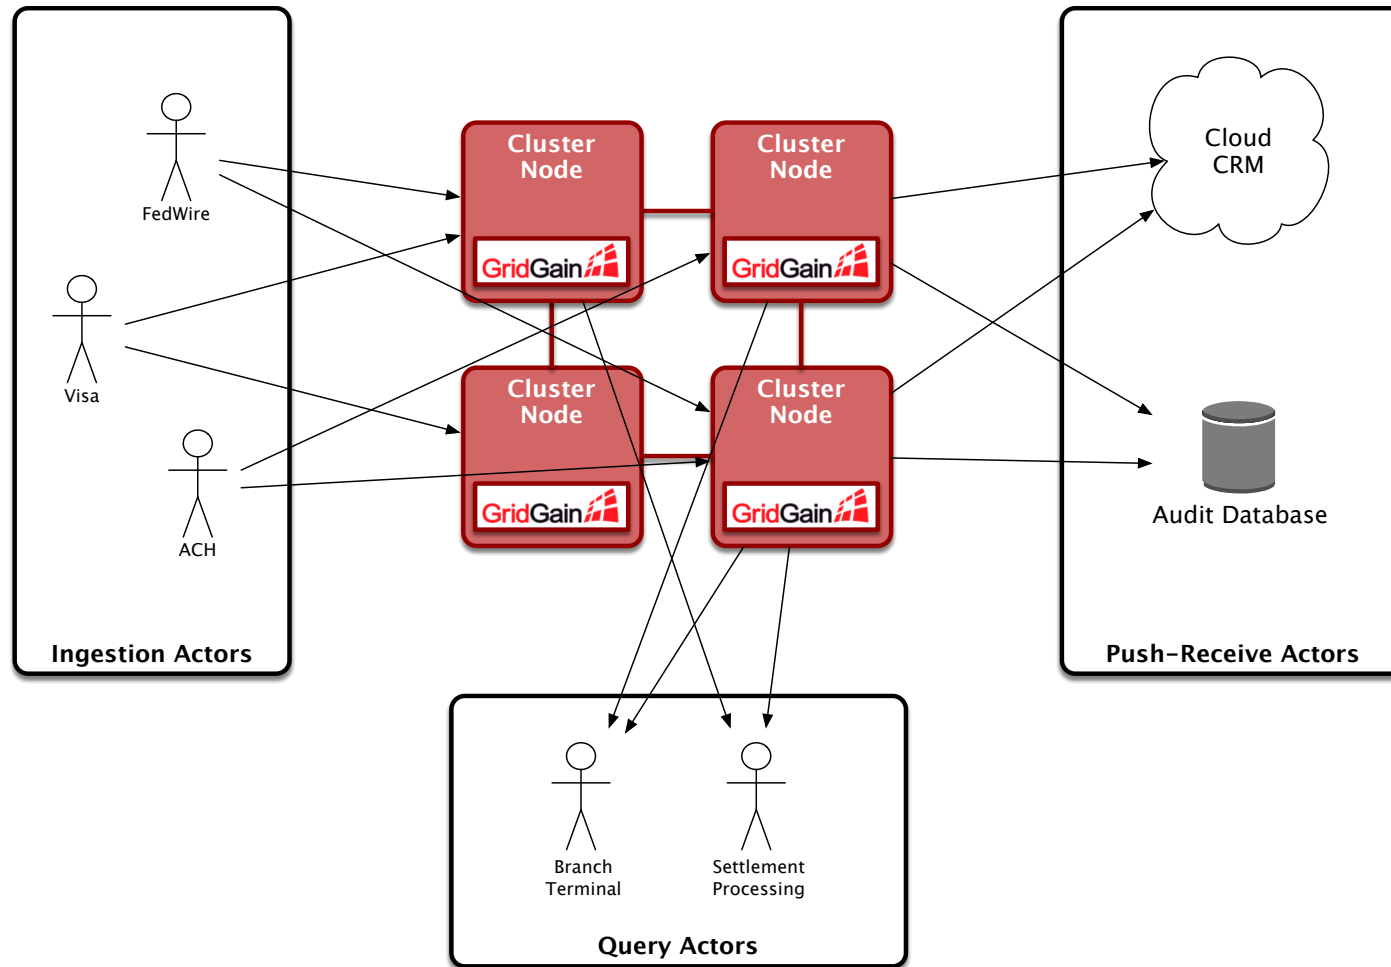 FedWire
Visa
ACH
Ingestion Actors
Cluster
Node
GridGain
Cluster
Node
GridGain
Cluster
Node
GridGain
Cluster
Node
GridGain
Cloud
CRM
Audit Database
Push-Receive Actors
Branch
Terminal
Settlement
Processing
Query Actors